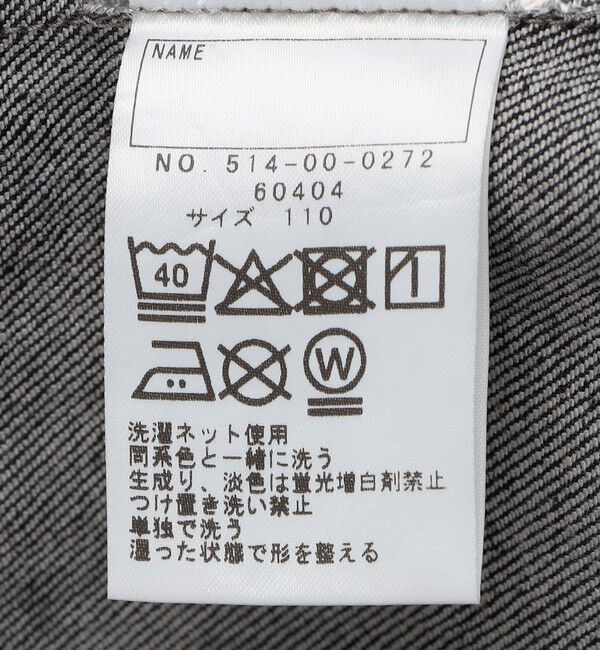 NAME
NO. 514-00-0272
60404
サイズ 110
40
W
洗濯ネット使用
同系色と一緒に洗う
生成り、淡色は蛍光増白剤禁止
つけ置き洗い禁止
単独で洗う
湿った状態で形を整える